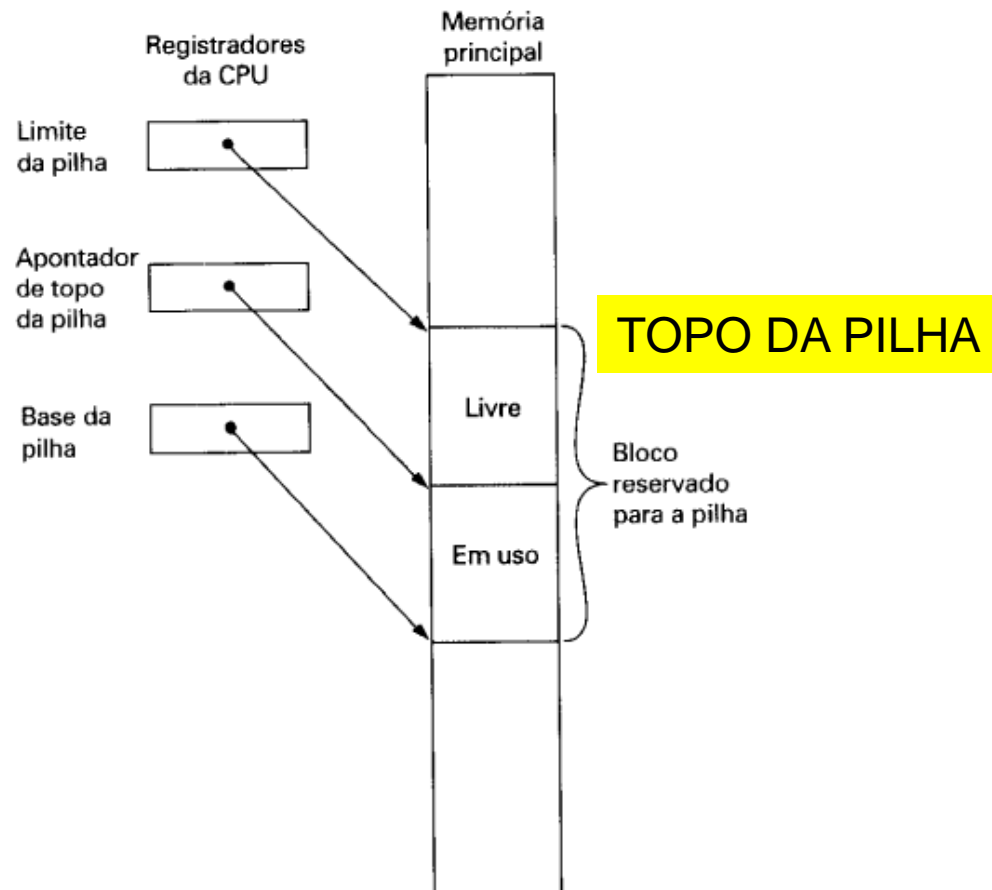 Registradores
da CPU
Memória
principal
Limite
da pilha
Apontador
de topo
da pilha
TOPO DA PILHA
Base da
pilha
Livre
Bloco
reservado
para a pilha
Em uso